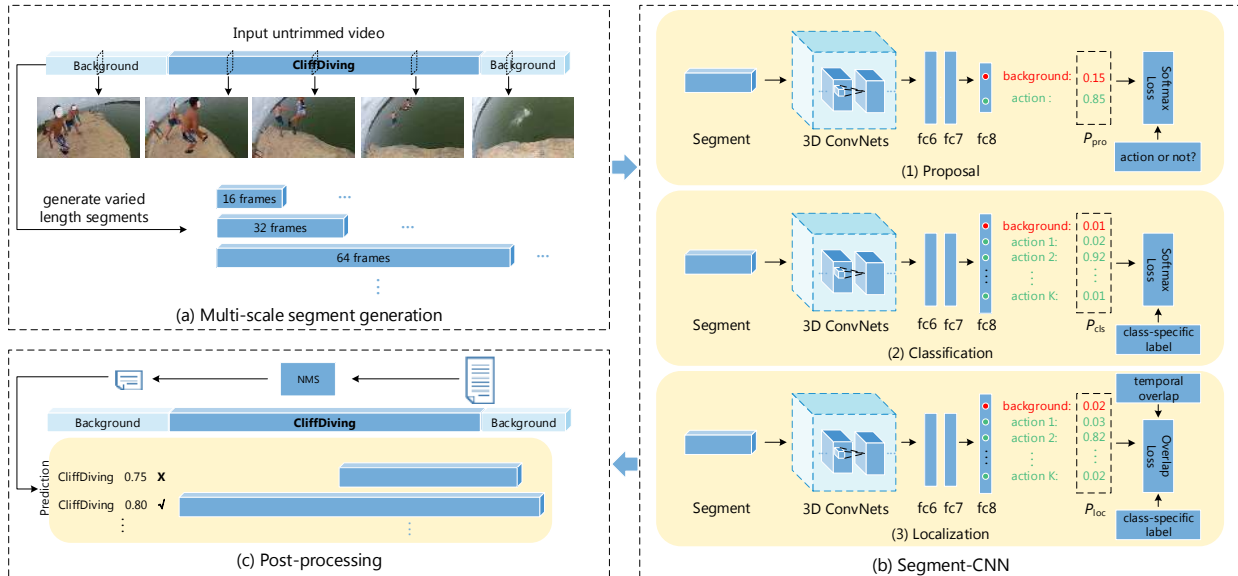 Input untrimmed video
Background
CliffDiving
Background
generate varied
length segments
16 frames
...
32 frames
...
64 frames
...
(a) Multi-scale segment generation
Segment
3D ConvNets
fc6
fc7
fc8
background: 0.15
action : 0.85
Ppro
Softmax
Loss
action or not?
(1) Proposal
Segment
3D ConvNets
fc6
fc7
fc8
background: 0.01
action 1: 0.02
action 2: 0.92
action K: 0.01
Pcls
Softmax
Loss
class-specific
label
(2) Classification
Segment
3D ConvNets
fc6
fc7
fc8
background: 0.02
action 1: 0.03
action 2: 0.82
action K: 0.02
Ploc
temporal
overlap
Overlap
Loss
class-specific
label
(3) Localization
(b) Segment-CNN
NMS
Background
CliffDiving
Background
Prediction
CliffDiving 0.75 X
CliffDiving 0.80 √
(c) Post-processing